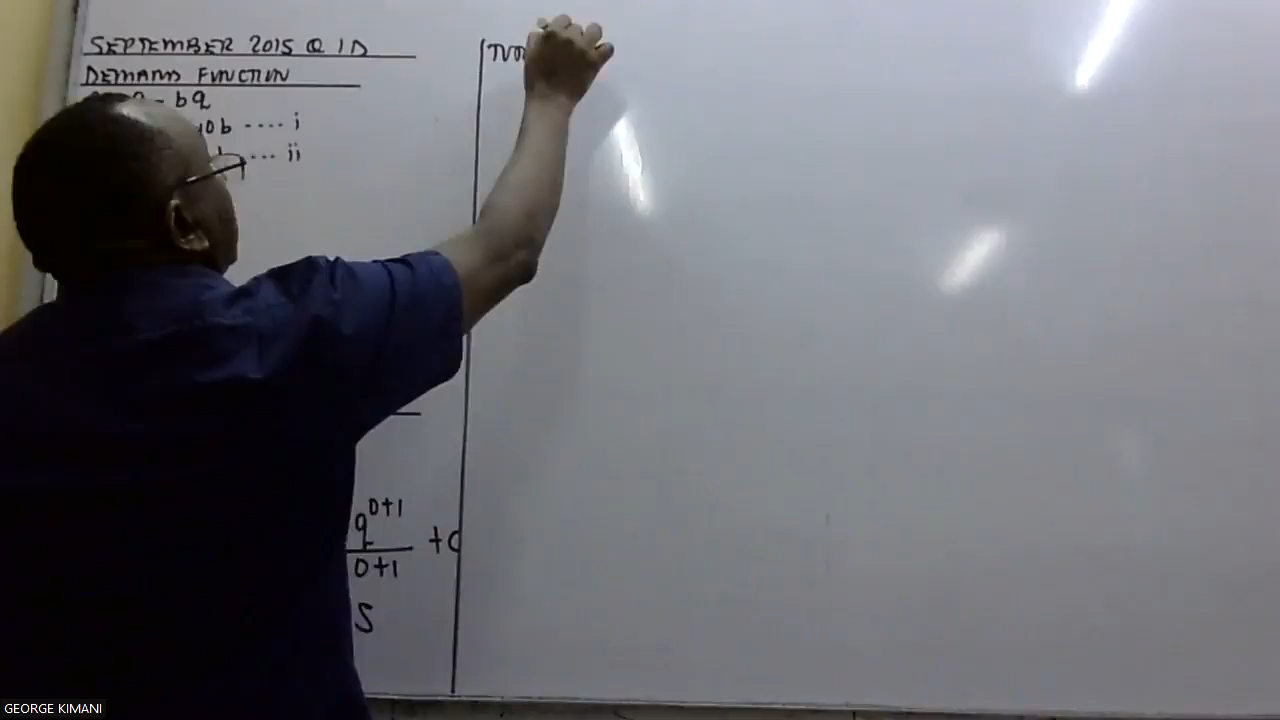 SEPTEMBER 2015 Q 1D
DEMAND FUNCTION
- bq
10b ---- i
--- ii
q^{0+1}
0+1
+C
S
GEORGE KIMANI